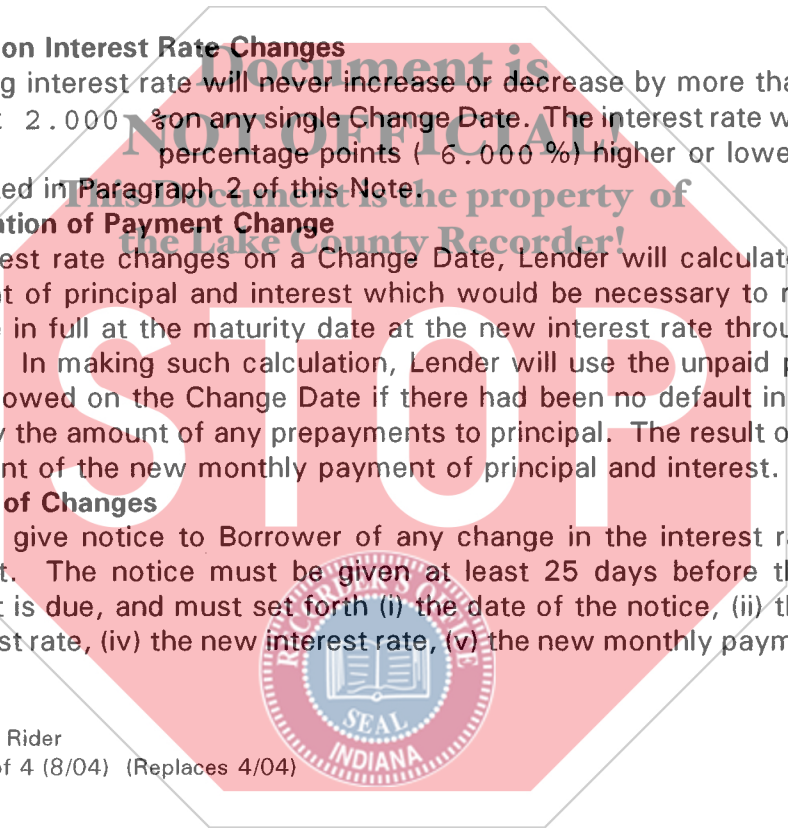 on Interest Rate Changes
g interest rate will never increase or decrease by more tha
2.000 % on any single Change Date. The interest rate w
percentage points ( 6.000 %) higher or lowe
ed in Paragraph 2 of this Note.
tion of Payment Change
est rate changes on a Change Date, Lender will calculat
t of principal and interest which would be necessary to r
in full at the maturity date at the new interest rate throu
In making such calculation, Lender will use the unpaid p
owed on the Change Date if there had been no default in
y the amount of any prepayments to principal. The result o
nt of the new monthly payment of principal and interest.
of Changes
give notice to Borrower of any change in the interest r
t. The notice must be given at least 25 days before th
t is due, and must set forth (i) the date of the notice, (ii) th
st rate, (iv) the new interest rate, (v) the new monthly paym
Rider
of 4 (8/04) (Replaces 4/04)
Document is
NOT OFFICIAL!
This Document is the property of
the Lake County Recorder!
STOP
RECORDER'S OFFICE
SEAL
INDIANA